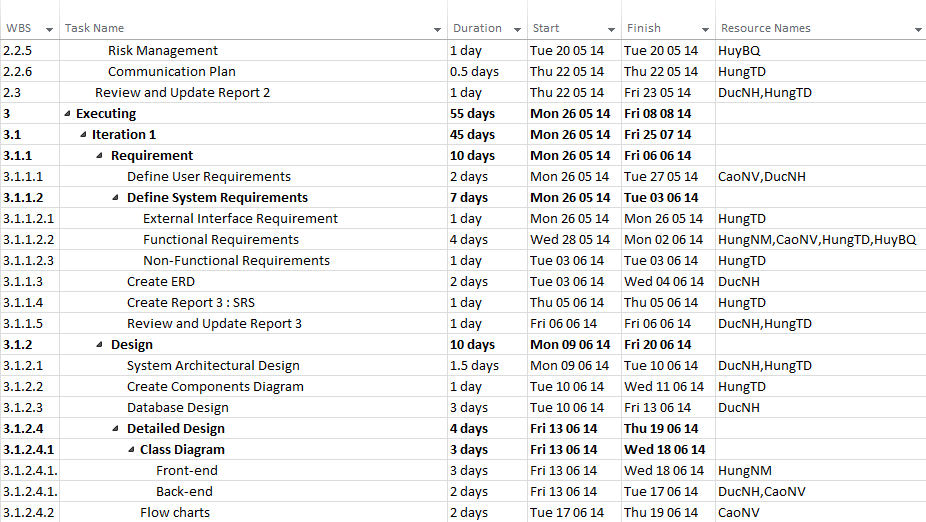 WBS Task Name Duration Start Finish Resource Names
2.2.5 Risk Management 1 day Tue 20 05 14 Tue 20 05 14 HuyBQ
2.2.6 Communication Plan 0.5 days Thu 22 05 14 Thu 22 05 14 HungTD
2.3 Review and Update Report 2 1 day Thu 22 05 14 Fri 23 05 14 DucNH,HungTD
3 Executing 55 days Mon 26 05 14 Fri 08 08 14
3.1 Iteration 1 45 days Mon 26 05 14 Fri 25 07 14
3.1.1 Requirement 10 days Mon 26 05 14 Fri 06 06 14
3.1.1.1 Define User Requirements 2 days Mon 26 05 14 Tue 27 05 14 CaoNV,DucNH
3.1.1.2 Define System Requirements 7 days Mon 26 05 14 Tue 03 06 14
3.1.1.2.1 External Interface Requirement 1 day Mon 26 05 14 Mon 26 05 14 HungTD
3.1.1.2.2 Functional Requirements 4 days Wed 28 05 14 Mon 02 06 14 HungNM,CaoNV,HungTD,HuyBQ
3.1.1.2.3 Non-Functional Requirements 1 day Tue 03 06 14 Tue 03 06 14 HungTD
3.1.1.3 Create ERD 2 days Tue 03 06 14 Wed 04 06 14 DucNH
3.1.1.4 Create Report 3 : SRS 1 day Thu 05 06 14 Thu 05 06 14 HungTD
3.1.1.5 Review and Update Report 3 1 day Fri 06 06 14 Fri 06 06 14 DucNH,HungTD
3.1.2 Design 10 days Mon 09 06 14 Fri 20 06 14
3.1.2.1 System Architectural Design 1.5 days Mon 09 06 14 Tue 10 06 14 DucNH,HungTD
3.1.2.2 Create Components Diagram 1 day Tue 10 06 14 Wed 11 06 14 HungTD
3.1.2.3 Database Design 3 days Tue 10 06 14 Fri 13 06 14 DucNH
3.1.2.4 Detailed Design 4 days Fri 13 06 14 Thu 19 06 14
3.1.2.4.1 Class Diagram 3 days Fri 13 06 14 Wed 18 06 14
3.1.2.4.1. Front-end 3 days Fri 13 06 14 Wed 18 06 14 HungNM
3.1.2.4.1. Back-end 2 days Fri 13 06 14 Tue 17 06 14 DucNH,CaoNV
3.1.2.4.2 Flow charts 2 days Tue 17 06 14 Thu 19 06 14 CaoNV